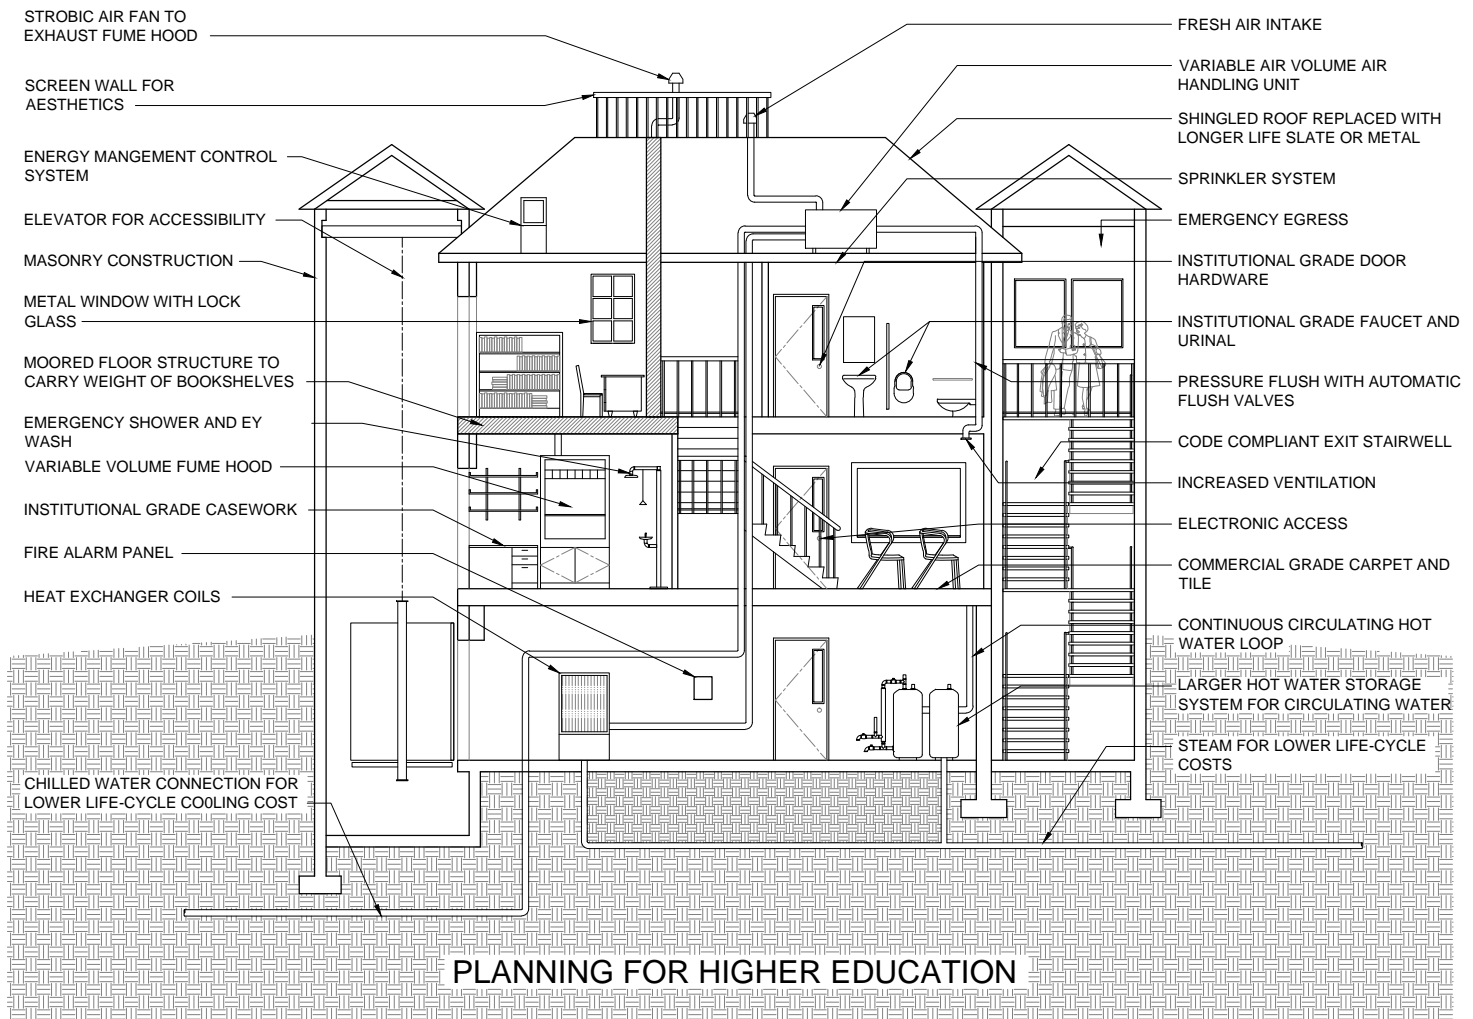 STROBIC AIR FAN TO
EXHAUST FUME HOOD
SCREEN WALL FOR
AESTHETICS
ENERGY MANGEMENT CONTROL
SYSTEM
ELEVATOR FOR ACCESSIBILITY
MASONRY CONSTRUCTION
METAL WINDOW WITH LOCK
GLASS
MOORED FLOOR STRUCTURE TO
CARRY WEIGHT OF BOOKSHELVES
EMERGENCY SHOWER AND EY
WASH
VARIABLE VOLUME FUME HOOD
INSTITUTIONAL GRADE CASEWORK
FIRE ALARM PANEL
HEAT EXCHANGER COILS
CHILLED WATER CONNECTION FOR
LOWER LIFE-CYCLE CO0LING COST
FRESH AIR INTAKE
VARIABLE AIR VOLUME AIR
HANDLING UNIT
SHINGLED ROOF REPLACED WITH
LONGER LIFE SLATE OR METAL
SPRINKLER SYSTEM
EMERGENCY EGRESS
INSTITUTIONAL GRADE DOOR
HARDWARE
INSTITUTIONAL GRADE FAUCET AND
URINAL
PRESSURE FLUSH WITH AUTOMATIC
FLUSH VALVES
CODE COMPLIANT EXIT STAIRWELL
INCREASED VENTILATION
ELECTRONIC ACCESS
COMMERCIAL GRADE CARPET AND
TILE
CONTINUOUS CIRCULATING HOT
WATER LOOP
LARGER HOT WATER STORAGE
SYSTEM FOR CIRCULATING WATER
STEAM FOR LOWER LIFE-CYCLE
COSTS
PLANNING FOR HIGHER EDUCATION